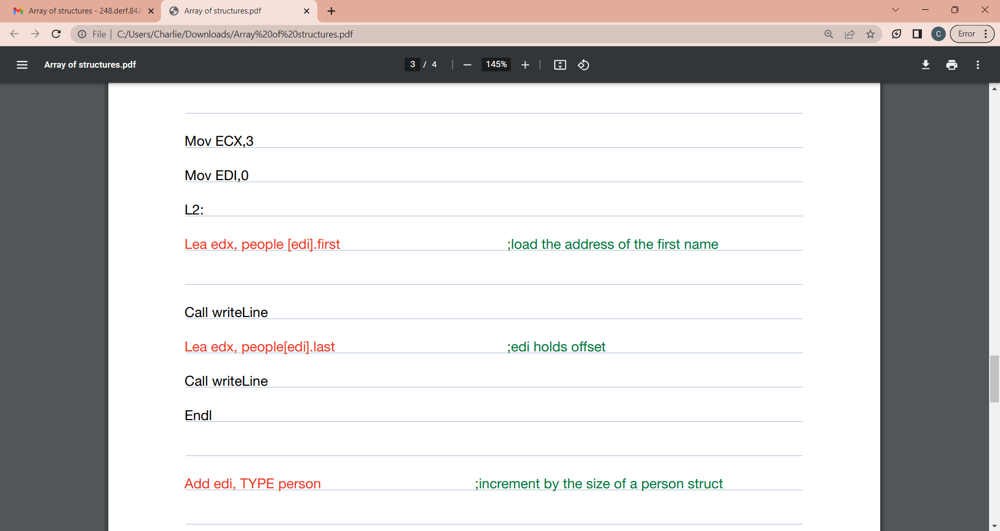 Array of structures - 248.derf.842
Array of structures.pdf
File
C:/Users/Charlie/Downloads/Array%20of%20structures.pdf
C
Error
Array of structures.pdf
3 / 4
145%
Mov ECX,3
Mov EDI,0
L2:
Lea edx, people [edi].first ;load the address of the first name
Call writeLine
Lea edx, people[edi].last ;edi holds offset
Call writeLine
Endl
Add edi, TYPE person ;increment by the size of a person struct